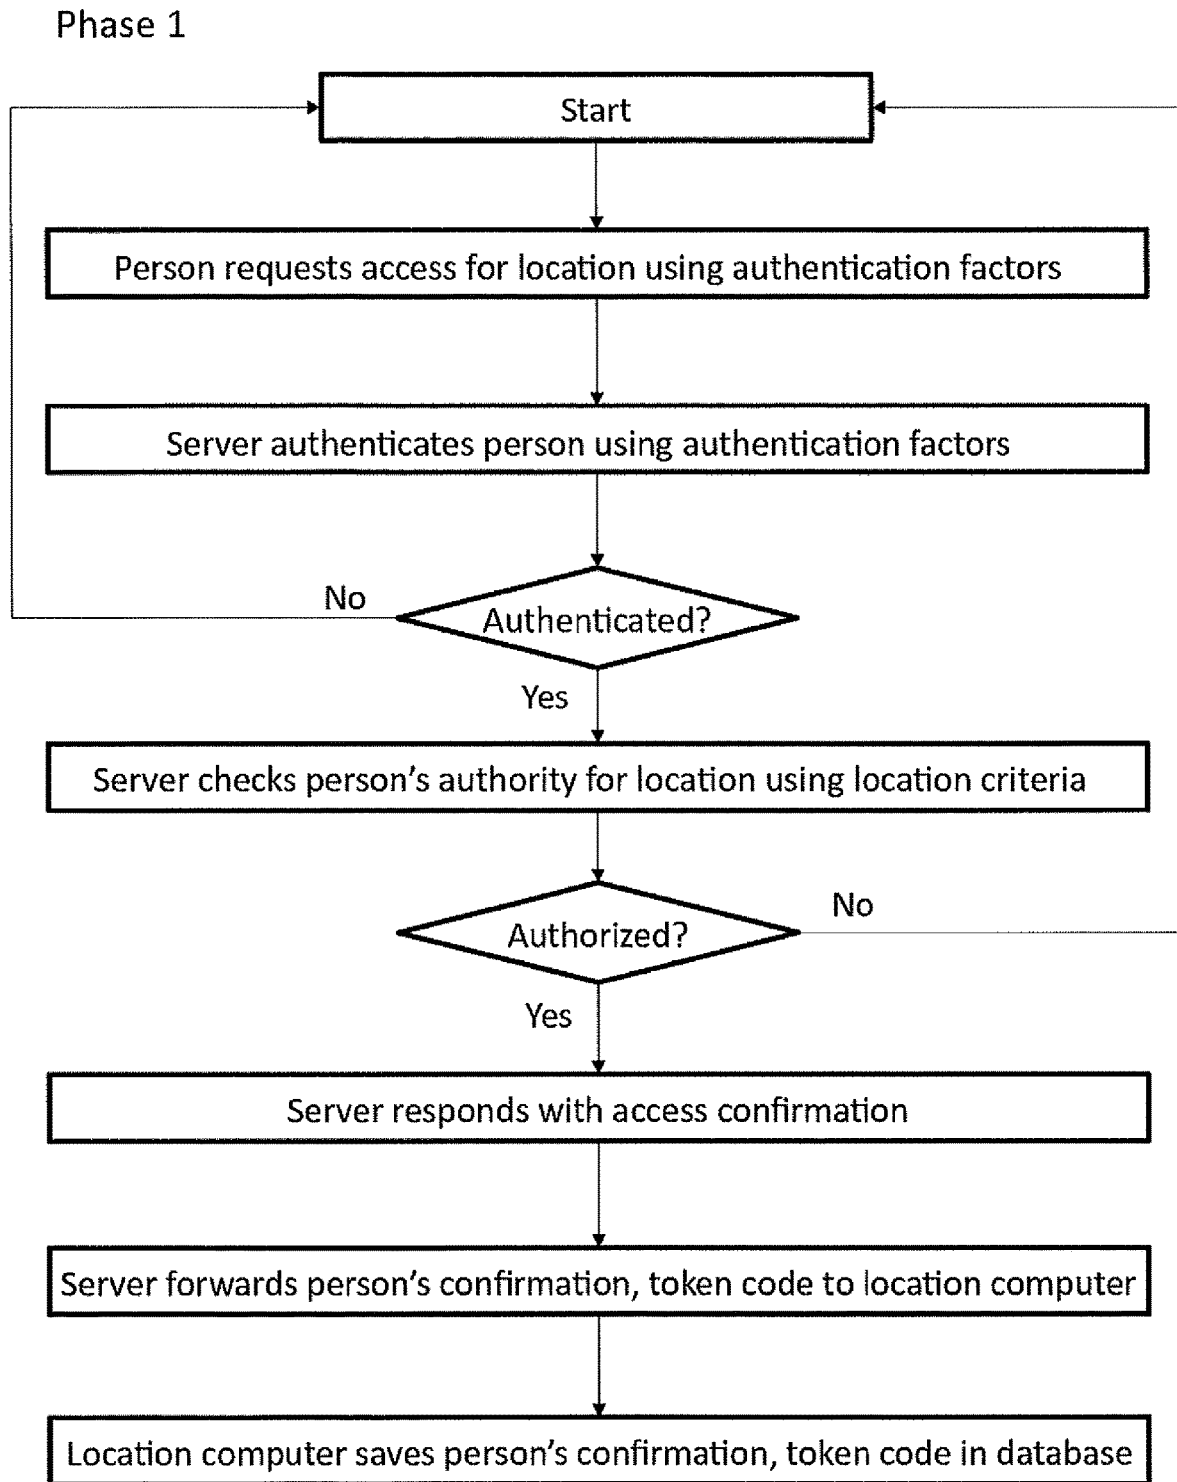 Phase 1
Start
Person requests access for location using authentication factors
Server authenticates person using authentication factors
No
Authenticated?
Yes
Server checks person’s authority for location using location criteria
No
Authorized?
Yes
Server responds with access confirmation
Server forwards person’s confirmation, token code to location computer
Location computer saves person’s confirmation, token code in database